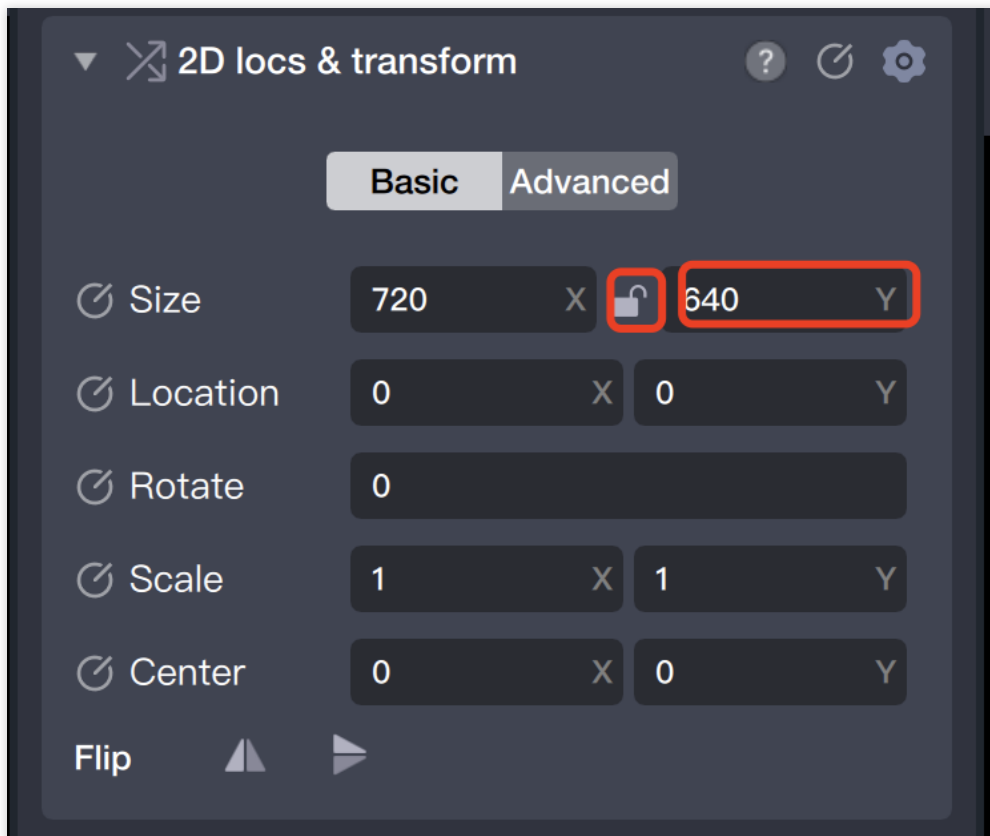 2D locs & transform ?
Basic Advanced
Size 720 X 640 Y
Location 0 X 0 Y
Rotate 0
Scale 1 X 1 Y
Center 0 X 0 Y
Flip